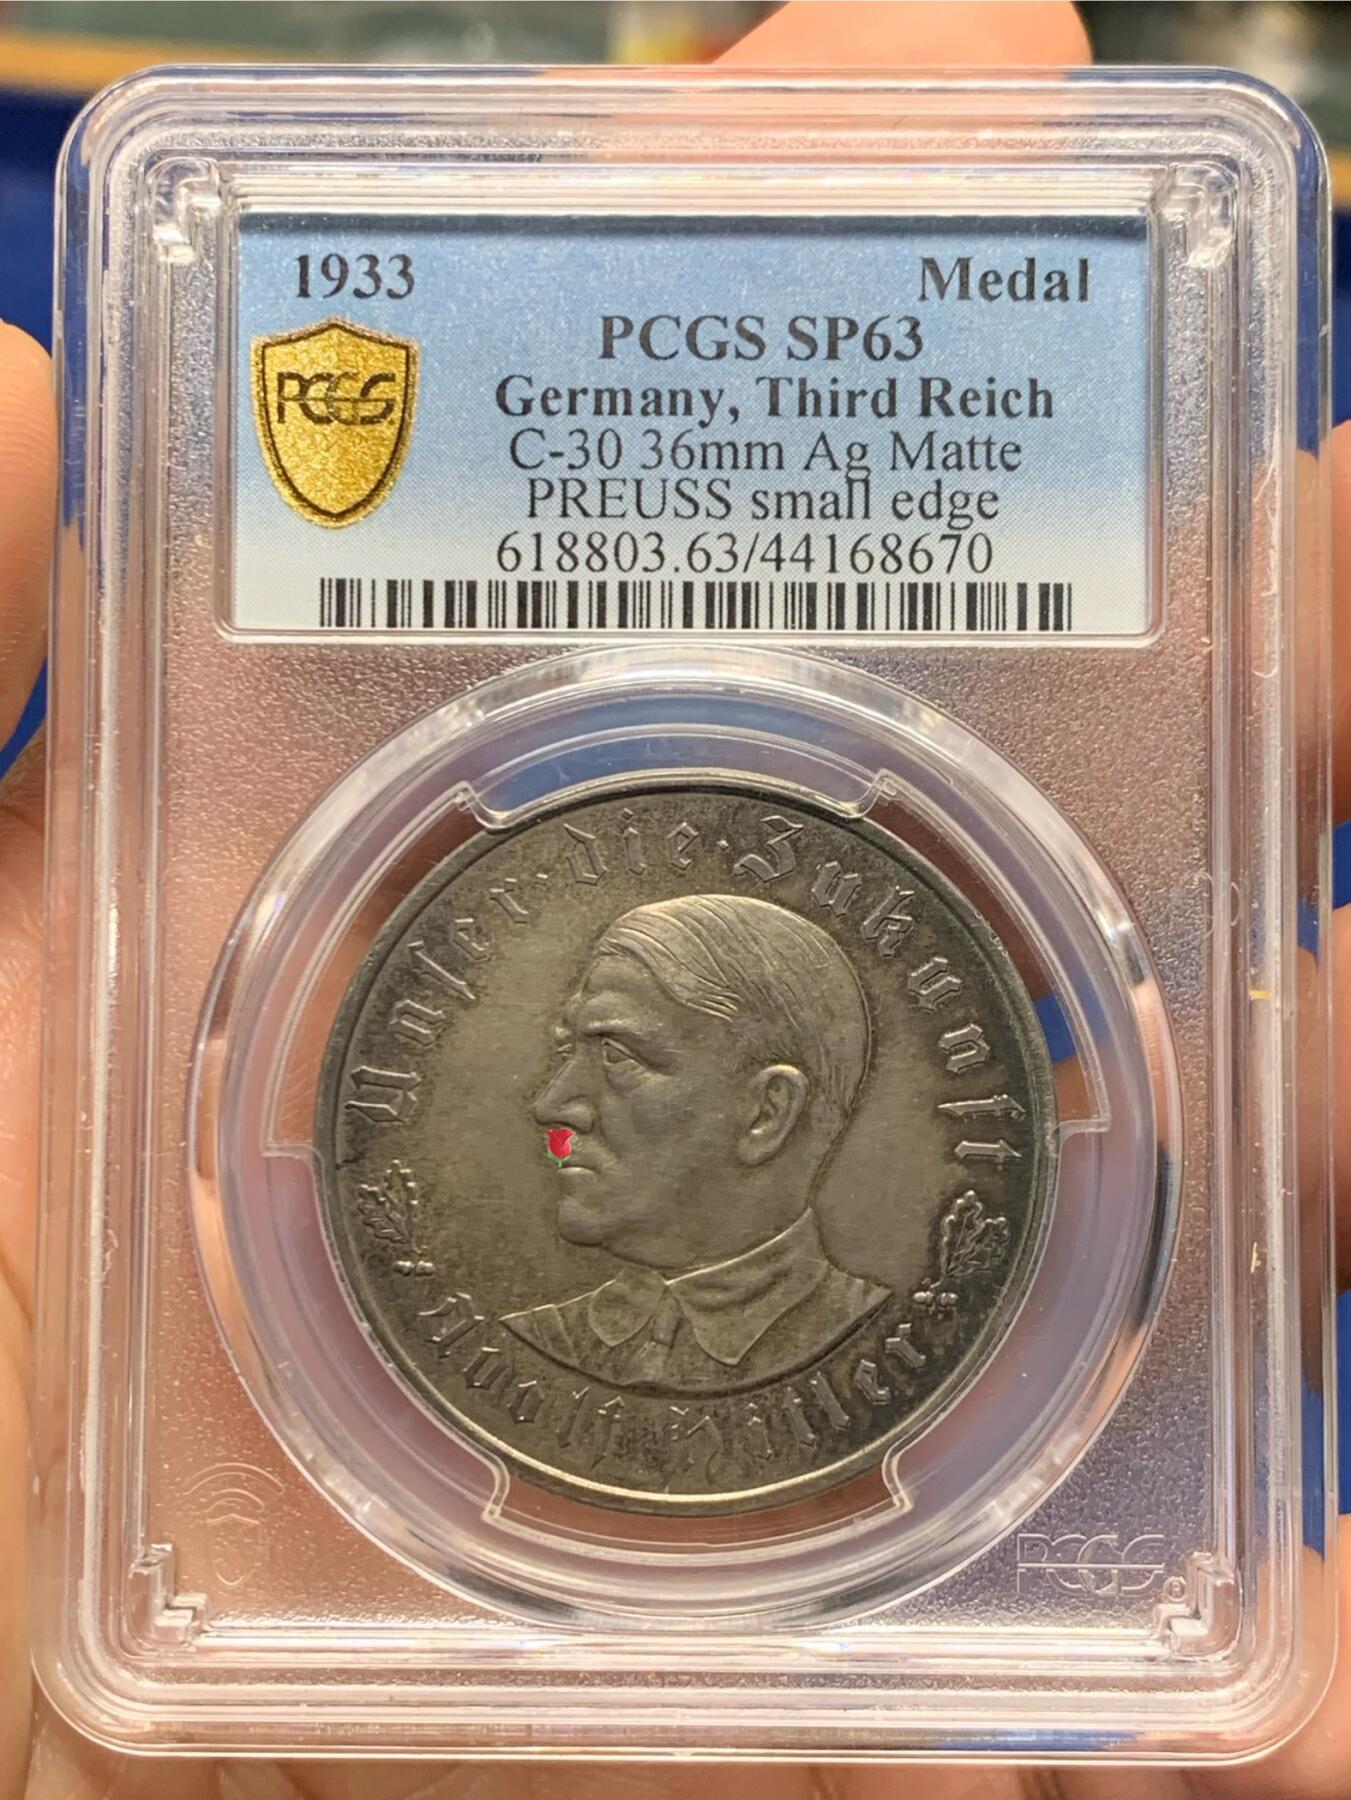 1933 Medal
PCGS SP63
PCGS
Germany, Third Reich
C-30 36mm Ag Matte
PREUSS small edge
618803.63/44168670
Unser · die · Zukunft
Adolf Hitler
PCGS